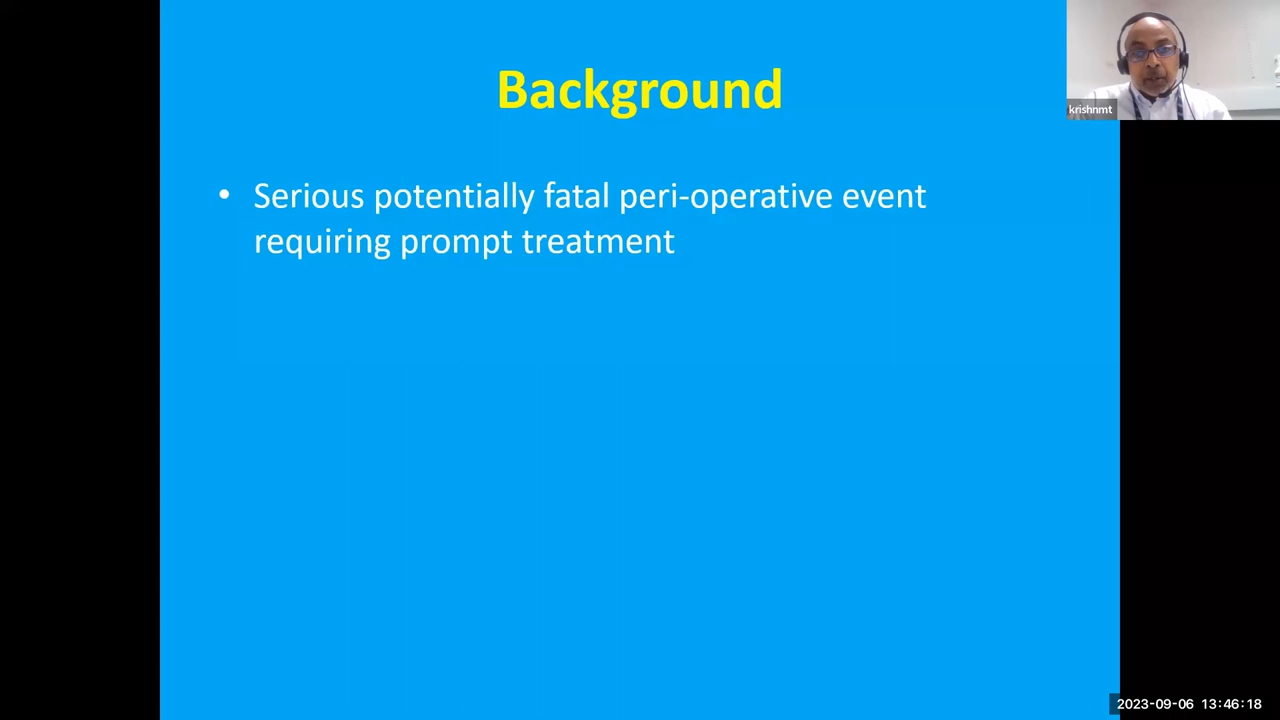 Background
krishnmt
• Serious potentially fatal peri-operative event
requiring prompt treatment
2023-09-06 13:46:18